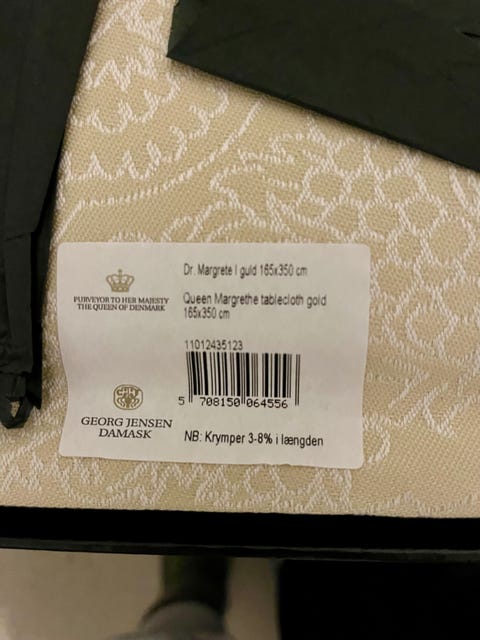 Dr. Margrete I guld 165x350 cm
PURVEYOR TO HER MAJESTY
THE QUEEN OF DENMARK
Queen Margrethe tablecloth gold
165x350 cm
11012435123
5 708150 064556
GEORG JENSEN
DAMASK
NB: Krymper 3-8% i længden